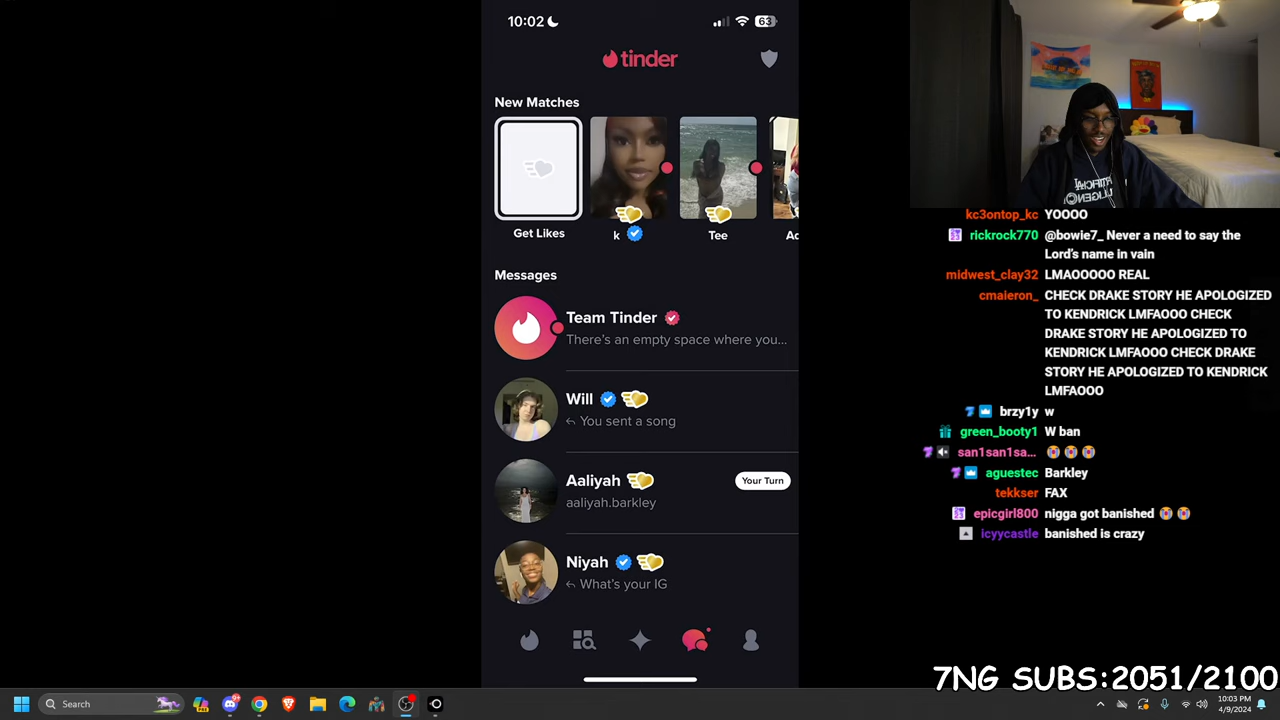 10:02
63
tinder
New Matches
Get Likes
k
Tee
Ac
Messages
Team Tinder
There's an empty space where you...
Will
You sent a song
Aaliyah
Your Turn
aaliyah.barkley
Niyah
What's your IG
kc3ontop_kc YOOOO
rickrock770 @bowie7_ Never a need to say the
Lord's name in vain
midwest_clay32 LMAOOOOO REAL
cmaieron_ CHECK DRAKE STORY HE APOLOGIZED
TO KENDRICK LMFAOOO CHECK
DRAKE STORY HE APOLOGIZED TO
KENDRICK LMFAOOO CHECK DRAKE
STORY HE APOLOGIZED TO KENDRICK
LMFAOOO
brzy1y w
green_booty1 W ban
san1san1sa...
aguestec Barkley
tekkser FAX
epicgirl800 nigga got banished
icyycastle banished is crazy
7NG SUBS:2051/2100
Search
10:03 PM
4/9/2024